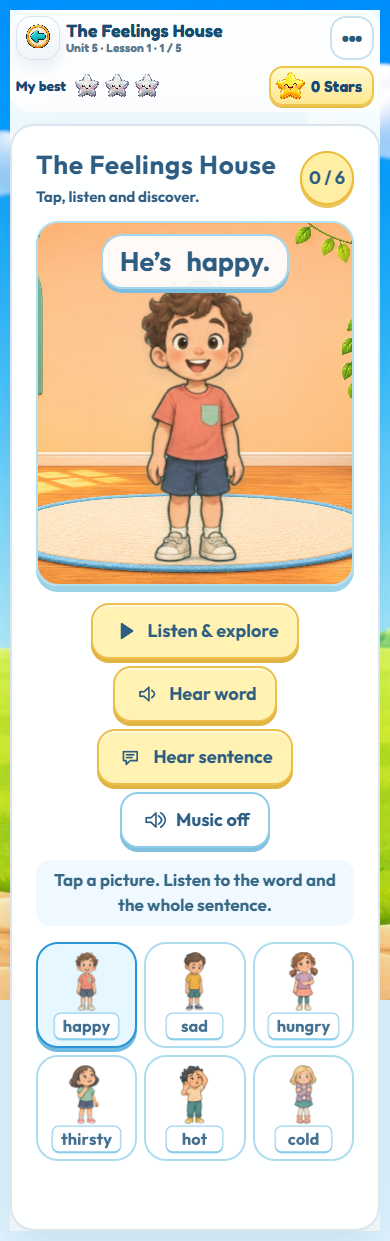 The Feelings House
Unit 5 · Lesson 1 · 1 / 5
My best
0 Stars
The Feelings House
Tap, listen and discover.
0 / 6
He's happy.
Listen & explore
Hear word
Hear sentence
Music off
Tap a picture. Listen to the word and
the whole sentence.
happy
sad
hungry
thirsty
hot
cold